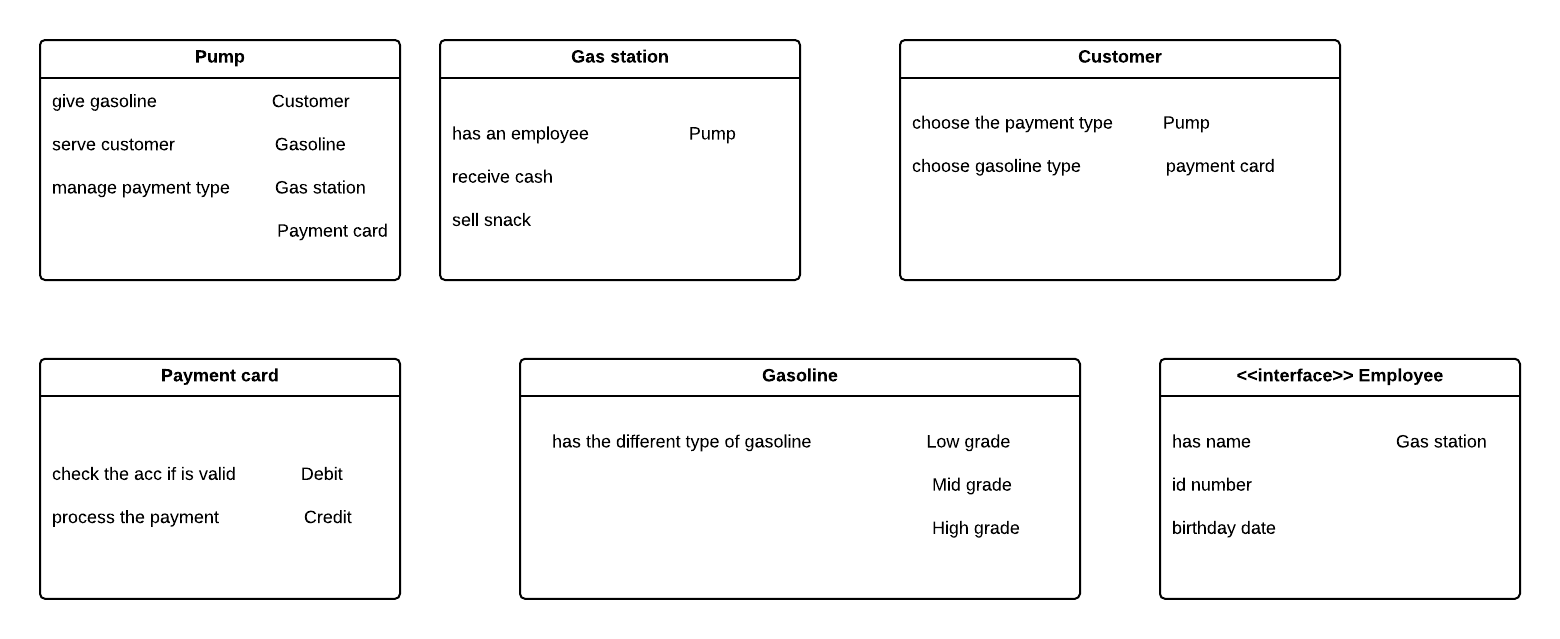 Pump
give gasoline Customer
serve customer Gasoline
manage payment type Gas station
Payment card
Gas station
has an employee Pump
receive cash
sell snack
Customer
choose the payment type Pump
choose gasoline type payment card
Payment card
check the acc if is valid Debit
process the payment Credit
Gasoline
has the different type of gasoline Low grade
Mid grade
High grade
<<interface>> Employee
has name Gas station
id number
birthday date